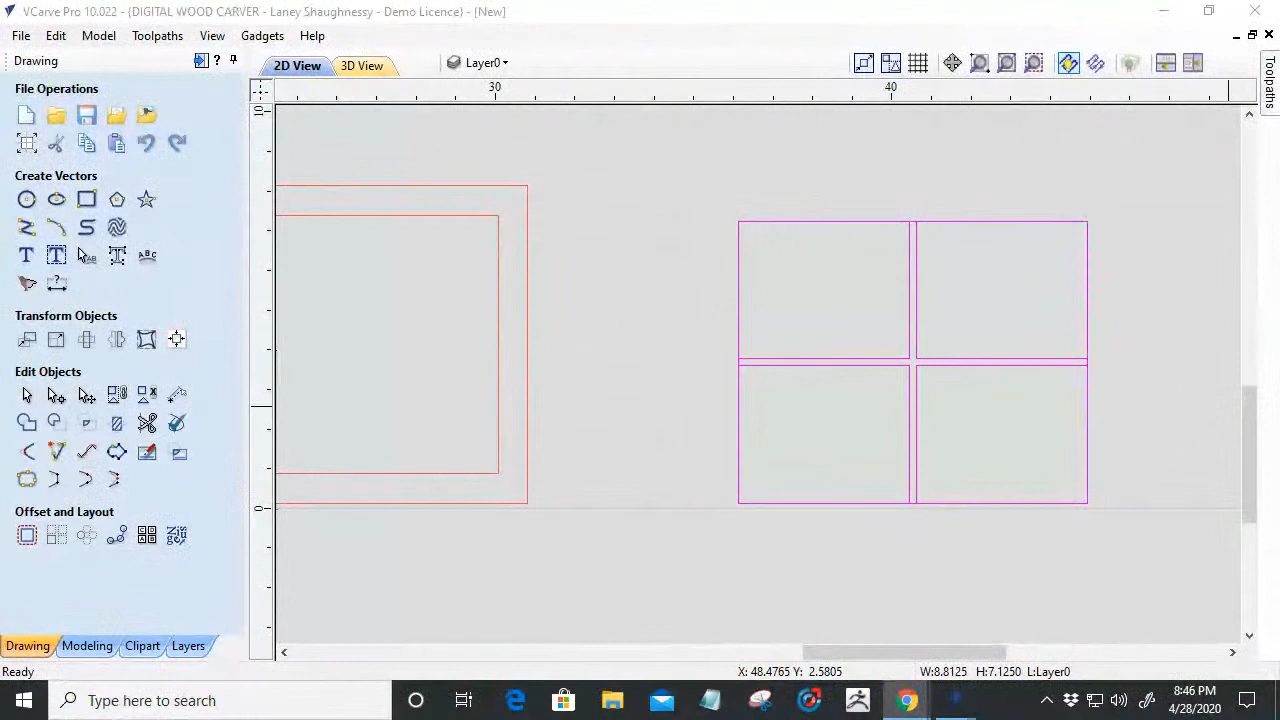 VCarve Pro 10.022 - (DIGITAL WOOD CARVER - Laney Shaughnessy - Demo Licence) - [New]
File Edit Model Toolpaths View Gadgets Help
Drawing
2D View 3D View Layer0
File Operations
30 40
10
Create Vectors
Transform Objects
Edit Objects
0
Offset and Layout
Toolpaths
Drawing Modeling Clipart Layers
Ready X: 48.4765 Y: 2.5805 W:8.8125 H:7.1250 L:Layer0
Type here to search
8:46 PM
4/28/2020